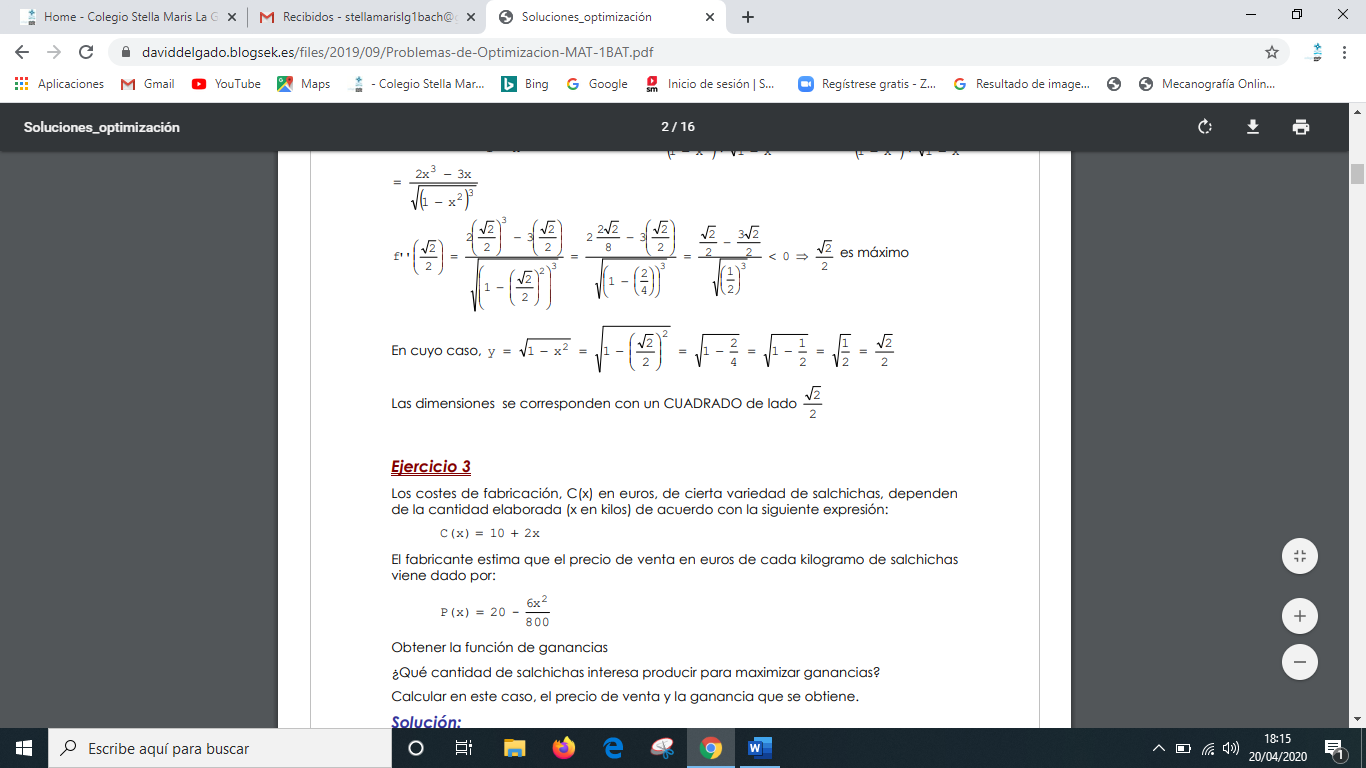 Home - Colegio Stella Maris La G
Recibidos - stellamarislg1bach@g
Soluciones_optimización
daviddelgado.blogsek.es/files/2019/09/Problemas-de-Optimizacion-MAT-1BAT.pdf
Aplicaciones Gmail YouTube Maps - Colegio Stella Mar... Bing Google Inicio de sesión | S... Regístrese gratis - Z... Resultado de image... Mecanografía Onlin...
Soluciones_optimización 2 / 16
= (2x³ − 3x)/√((1 − x²)³)
f''(√2/2) = (2(√2/2)³ − 3(√2/2))/√((1 − (√2/2)²)³) = (2 2√2/8 − 3(√2/2))/√((1 − (2/4))³) = (√2/2 − 3√2/2)/√((1/2)³) < 0 ⇒ √2/2 es máximo
En cuyo caso, y = √(1 − x²) = √(1 − (√2/2)²) = √(1 − 2/4) = √(1 − 1/2) = √(1/2) = √2/2
Las dimensiones se corresponden con un CUADRADO de lado √2/2
Ejercicio 3
Los costes de fabricación, C(x) en euros, de cierta variedad de salchichas, dependen
de la cantidad elaborada (x en kilos) de acuerdo con la siguiente expresión:
C(x) = 10 + 2x
El fabricante estima que el precio de venta en euros de cada kilogramo de salchichas
viene dado por:
P(x) = 20 − 6x²/800
Obtener la función de ganancias
¿Qué cantidad de salchichas interesa producir para maximizar ganancias?
Calcular en este caso, el precio de venta y la ganancia que se obtiene.
Solución:
Escribe aquí para buscar
18:15
20/04/2020
1